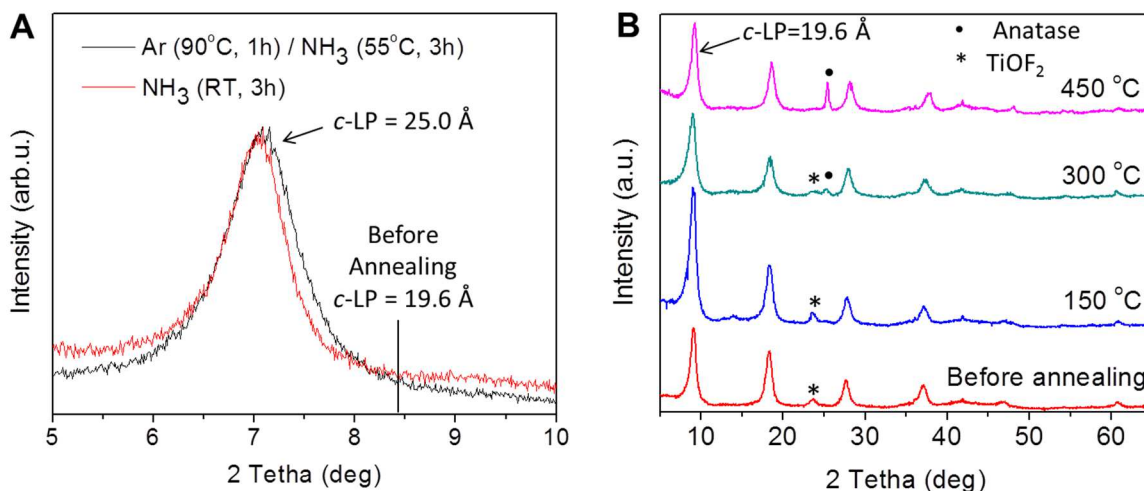 A
Ar (90°C, 1h) / NH₃ (55°C, 3h)
NH₃ (RT, 3h)
c-LP = 25.0 Å
Before
Annealing
c-LP = 19.6 Å
Intensity (arb.u.)
5 6 7 8 9 10
2 Tetha (deg)
B
c-LP=19.6 Å
• Anatase
* TiOF₂
450 °C
* •
300 °C
*
150 °C
*
Before annealing
Intensity (a.u.)
10 20 30 40 50 60
2 Tetha (deg)